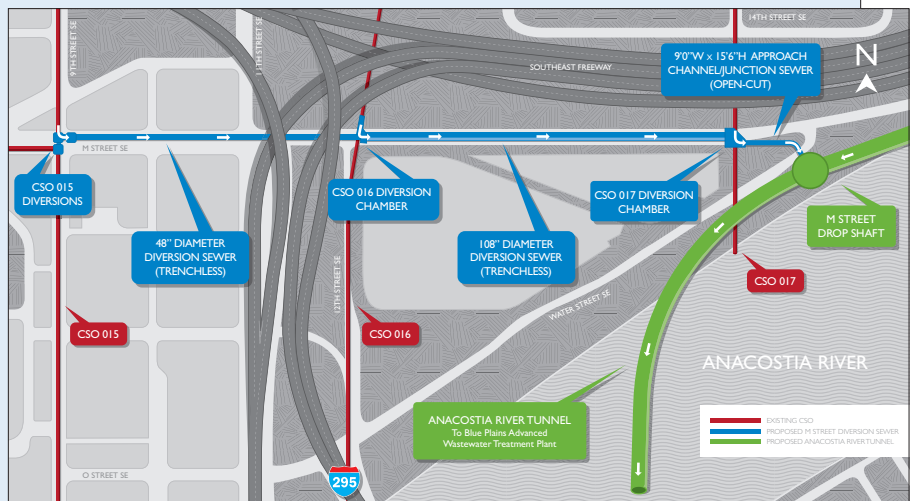 9TH STREET SE
11TH STREET SE
14TH STREET SE
SOUTHEAST FREEWAY
9'0"W x 15'6"H APPROACH
CHANNEL/JUNCTION SEWER
(OPEN-CUT)
N
M STREET SE
CSO 015
DIVERSIONS
CSO 016 DIVERSION
CHAMBER
CSO 017 DIVERSION
CHAMBER
M STREET
DROP SHAFT
48" DIAMETER
DIVERSION SEWER
(TRENCHLESS)
108" DIAMETER
DIVERSION SEWER
(TRENCHLESS)
12TH STREET SE
WATER STREET SE
CSO 017
CSO 015
CSO 016
ANACOSTIA RIVER
ANACOSTIA RIVER TUNNEL
To Blue Plains Advanced
Wastewater Treatment Plant
EXISTING CSO
PROPOSED M STREET DIVERSION SEWER
PROPOSED ANACOSTIA RIVER TUNNEL
O STREET SE
295